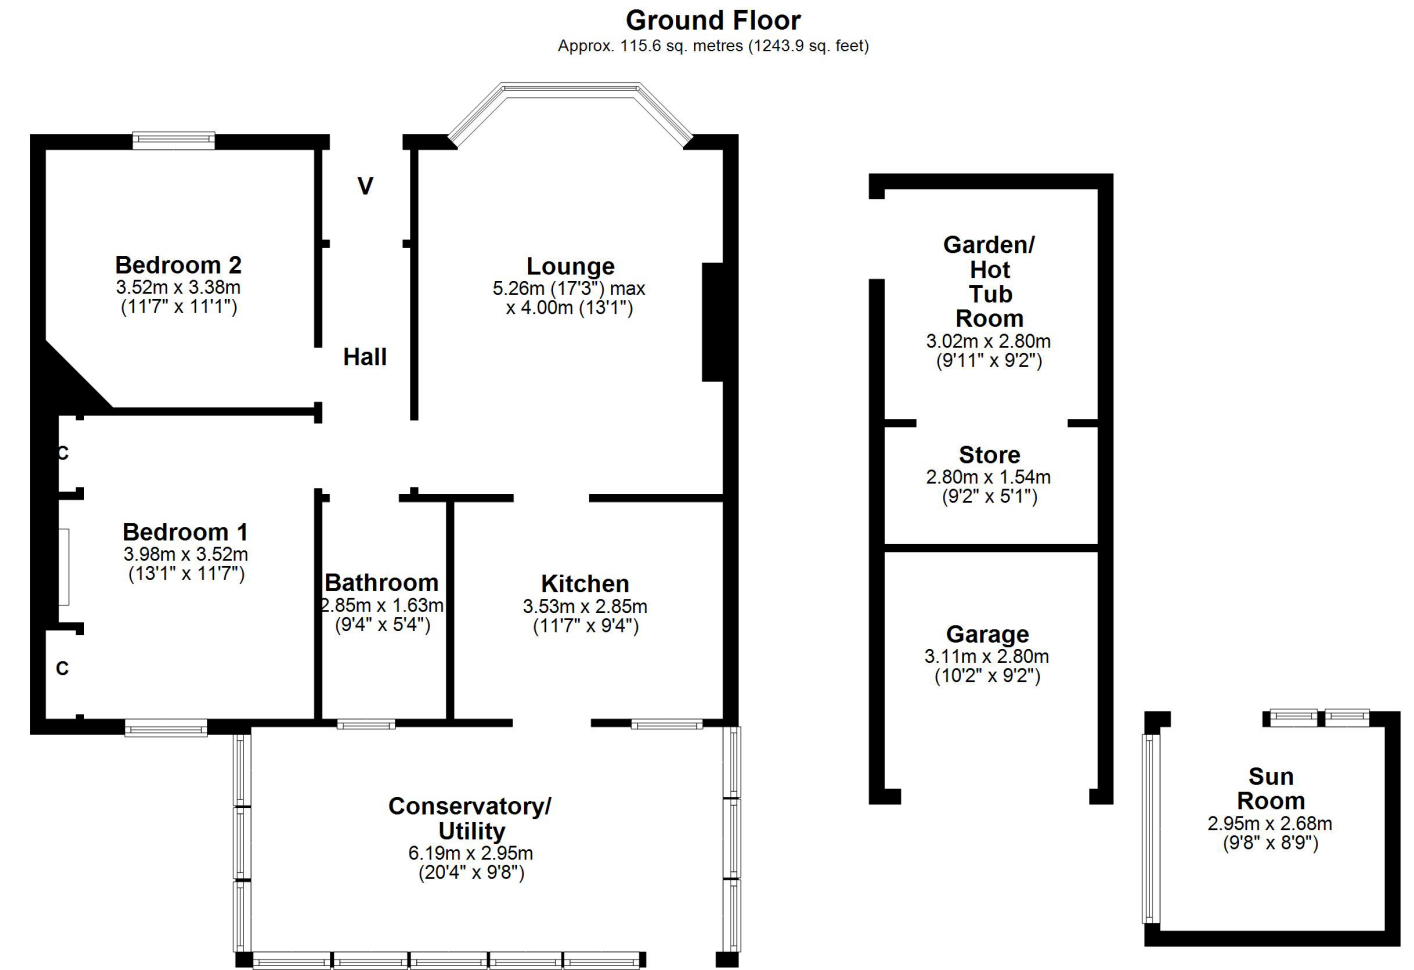 Ground Floor
Approx. 115.6 sq. metres (1243.9 sq. feet)
V
Bedroom 2
3.52m x 3.38m
(11'7" x 11'1")
Lounge
5.26m (17'3") max
x 4.00m (13'1")
Hall
C
Bedroom 1
3.98m x 3.52m
(13'1" x 11'7")
Bathroom
2.85m x 1.63m
(9'4" x 5'4")
Kitchen
3.53m x 2.85m
(11'7" x 9'4")
C
Conservatory/
Utility
6.19m x 2.95m
(20'4" x 9'8")
Garden/
Hot
Tub
Room
3.02m x 2.80m
(9'11" x 9'2")
Store
2.80m x 1.54m
(9'2" x 5'1")
Garage
3.11m x 2.80m
(10'2" x 9'2")
Sun
Room
2.95m x 2.68m
(9'8" x 8'9")